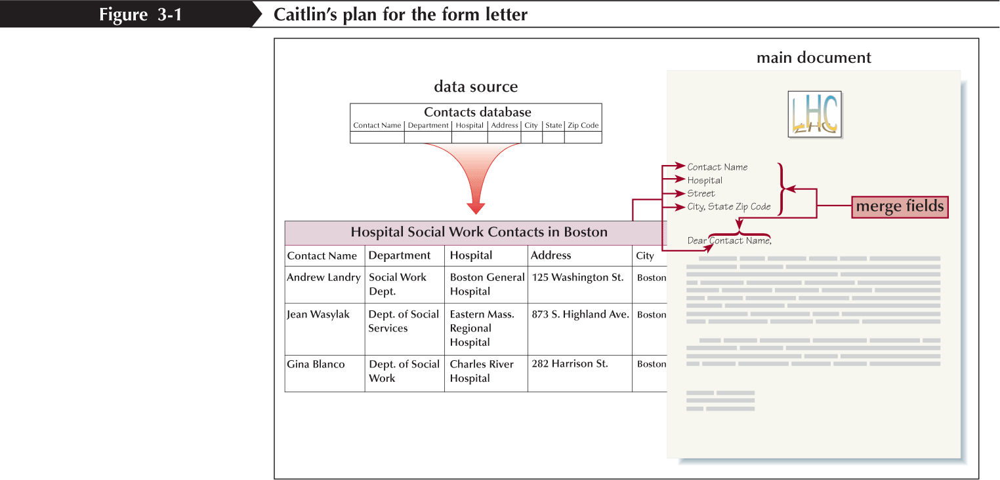 Figure 3-1
Caitlin's plan for the form letter
main document
data source
Contacts database
Contact Name Department Hospital Address City State Zip Code
LHC
Contact Name
Hospital
Street
City, State Zip Code
merge fields
Dear Contact Name,
Hospital Social Work Contacts in Boston
Contact Name Department Hospital Address City
Andrew Landry Social Work Boston General 125 Washington St. Boston
Dept. Hospital
Jean Wasylak Dept. of Social Eastern Mass. 873 S. Highland Ave. Boston
Services Regional
Hospital
Gina Blanco Dept. of Social Charles River 282 Harrison St. Boston
Work Hospital